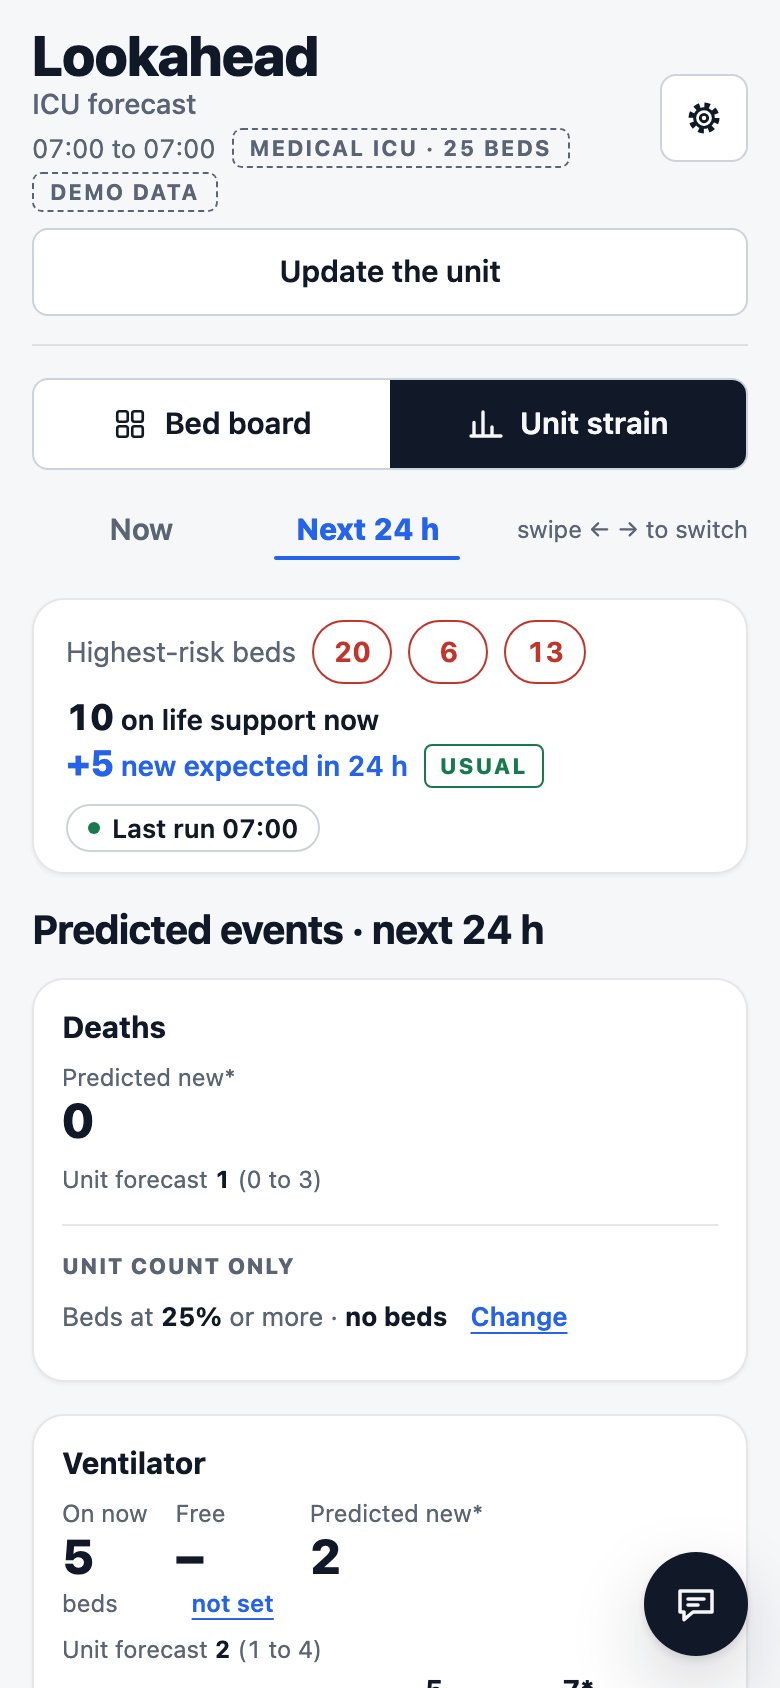 Lookahead
ICU forecast
07:00 to 07:00 MEDICAL ICU · 25 BEDS
DEMO DATA
Update the unit
Bed board Unit strain
Now Next 24 h swipe ← → to switch
Highest-risk beds 20 6 13
10 on life support now
+5 new expected in 24 h USUAL
Last run 07:00
Predicted events · next 24 h
Deaths
Predicted new*
0
Unit forecast 1 (0 to 3)
UNIT COUNT ONLY
Beds at 25% or more · no beds Change
Ventilator
On now Free Predicted new*
5 – 2
beds not set
Unit forecast 2 (1 to 4)
5 7*